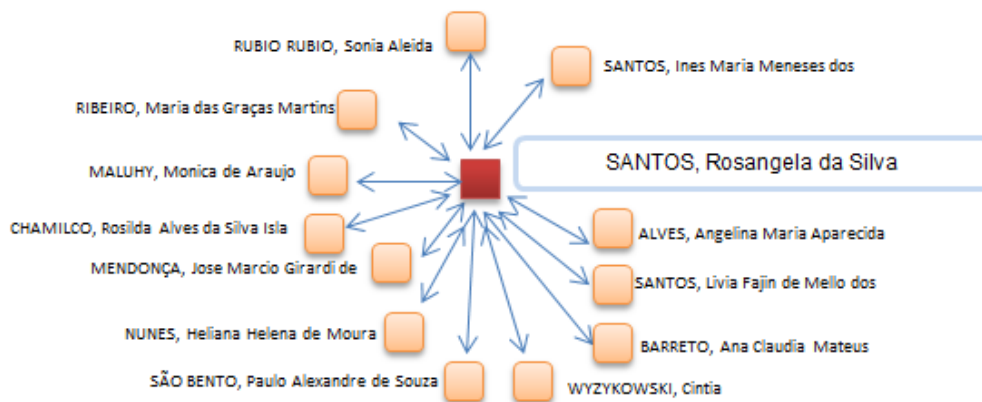 RUBIO RUBIO, Sonia Aleida
SANTOS, Ines Maria Meneses dos
RIBEIRO, Maria das Graças Martins
SANTOS, Rosangela da Silva
MALUHY, Monica de Araujo
CHAMILCO, Rosilda Alves da Silva Isla
ALVES, Angelina Maria Aparecida
MENDONÇA, Jose Marcio Girardi de
SANTOS, Livia Fajin de Mello dos
NUNES, Heliana Helena de Moura
BARRETO, Ana Claudia Mateus
SÃO BENTO, Paulo Alexandre de Souza
WYZYKOWSKI, Cintia